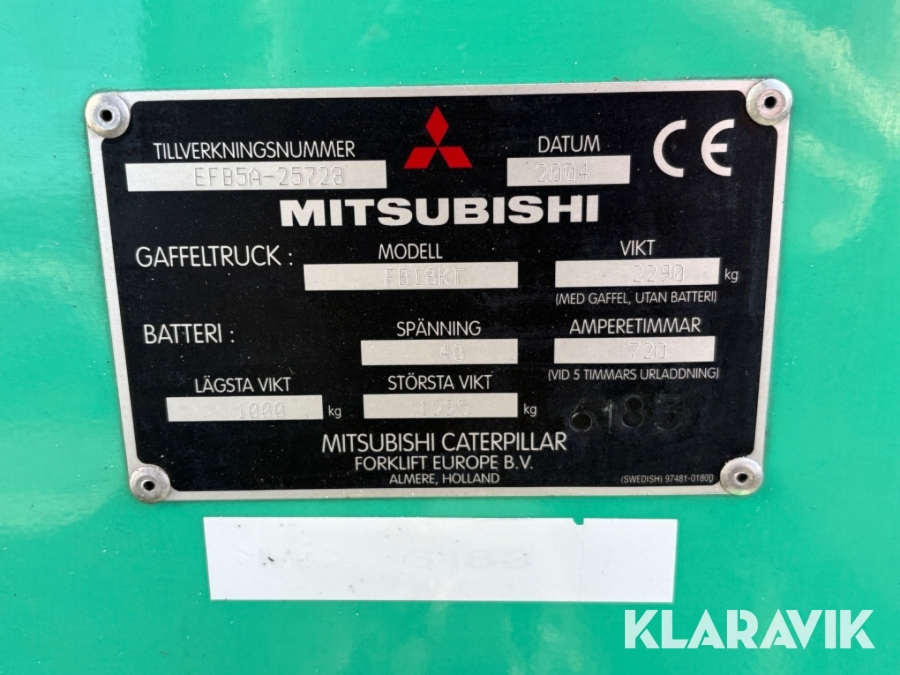 TILLVERKNINGSNUMMER
DATUM
CE
EFB5A-25728
2004
MITSUBISHI
GAFFELTRUCK :
MODELL
VIKT
FB18KT
2290 kg
(MED GAFFEL, UTAN BATTERI)
BATTERI :
SPÄNNING
AMPERETIMMAR
48
720
(VID 5 TIMMARS URLADDNING)
LÄGSTA VIKT
STÖRSTA VIKT
1000 kg
1225 kg
6185
MITSUBISHI CATERPILLAR
FORKLIFT EUROPE B.V.
ALMERE, HOLLAND
(SWEDISH) 97481-01800
KLARAVIK